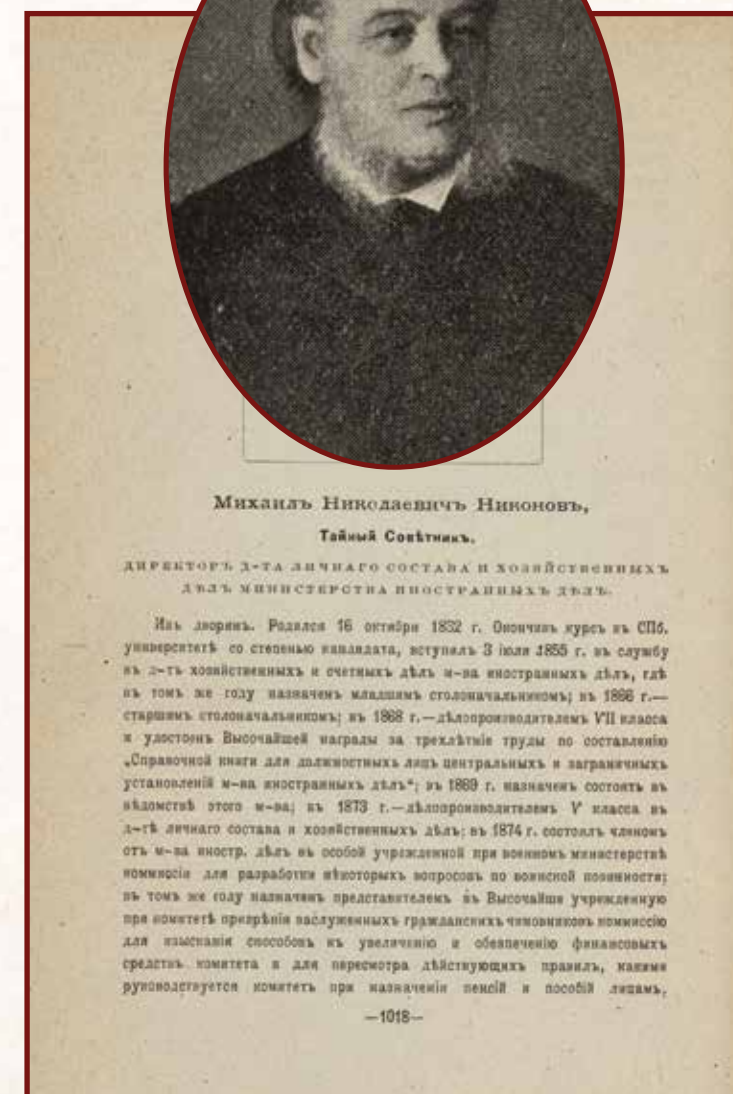 Михаилъ Николаевичъ Никоновъ,
Тайный Совѣтникъ.
ДИРЕКТОРЪ Д-ТА ЛИЧНАГО СОСТАВА И ХОЗЯЙСТВЕННЫХЪ
ДѢЛЪ МИНИСТЕРСТВА ИНОСТРАННЫХЪ ДѢЛЪ.
Изъ дворянъ. Родился 16 октября 1832 г. Окончивъ курсъ въ СПб.
университетѣ со степенью кандидата, вступилъ 3 іюля 1855 г. въ службу
въ д-тъ хозяйственныхъ и счетныхъ дѣлъ м-ва иностранныхъ дѣлъ, гдѣ
въ томъ же году назначенъ младшимъ столоначальникомъ; въ 1866 г.—
старшимъ столоначальникомъ; въ 1868 г.—дѣлопроизводителемъ VII класса
и удостоенъ Высочайшей награды за трехлѣтніе труды по составленію
„Справочной книги для должностныхъ лицъ центральныхъ и заграничныхъ
установленій м-ва иностранныхъ дѣлъ“; въ 1869 г. назначенъ состоять въ
вѣдомствѣ этого м-ва; въ 1873 г.—дѣлопроизводителемъ V класса въ
д-тѣ личнаго состава и хозяйственныхъ дѣлъ; въ 1874 г. состоялъ членомъ
отъ м-ва иностр. дѣлъ въ особой учрежденной при военномъ министерствѣ
коммисіи для разработки нѣкоторыхъ вопросовъ по воинской повинности;
въ томъ же году назначенъ представителемъ въ Высочайше учрежденную
при комитетѣ призрѣнія заслуженныхъ гражданскихъ чиновниковъ коммиссію
для изысканія способовъ къ увеличенію и обезпеченію финансовыхъ
средствъ комитета и для пересмотра дѣйствующихъ правилъ, какими
руководствуется комитетъ при назначеніи пенсій и пособій лицамъ,
—1018—